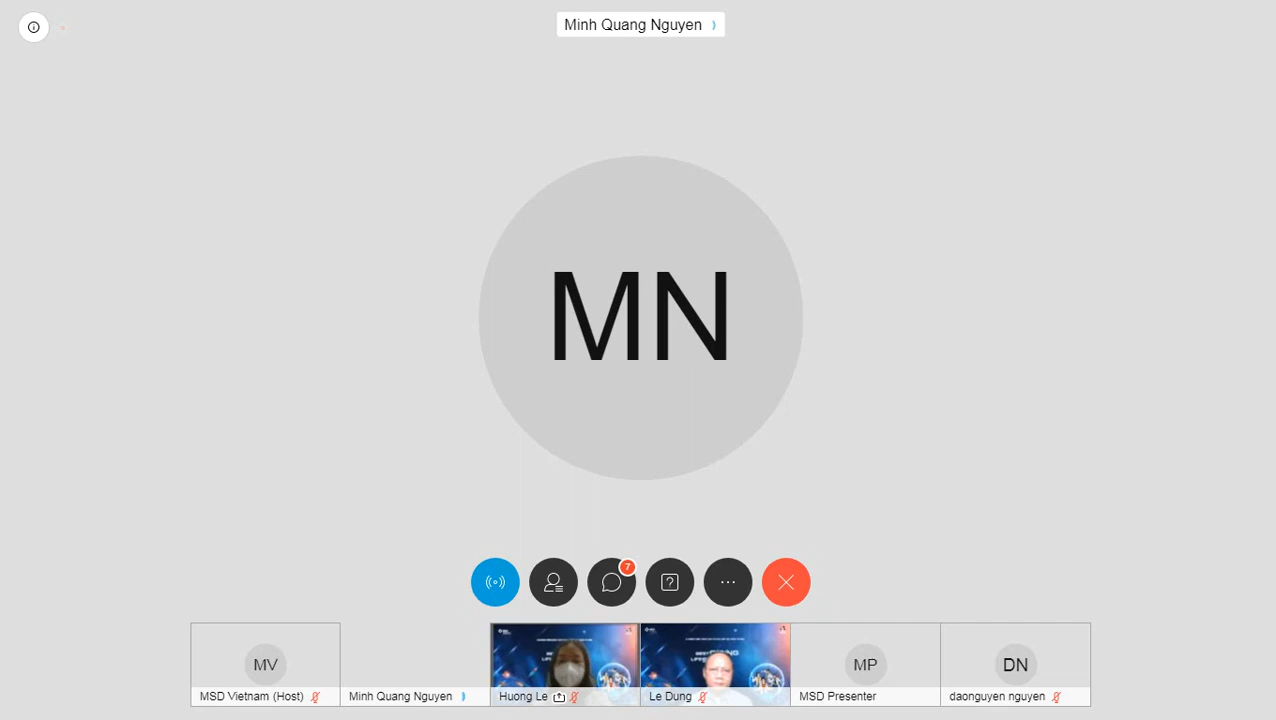 Minh Quang Nguyen
MN
7
MV
MP
DN
MSD Vietnam (Host)
Minh Quang Nguyen
Huong Le
Le Dung
MSD Presenter
daonguyen nguyen